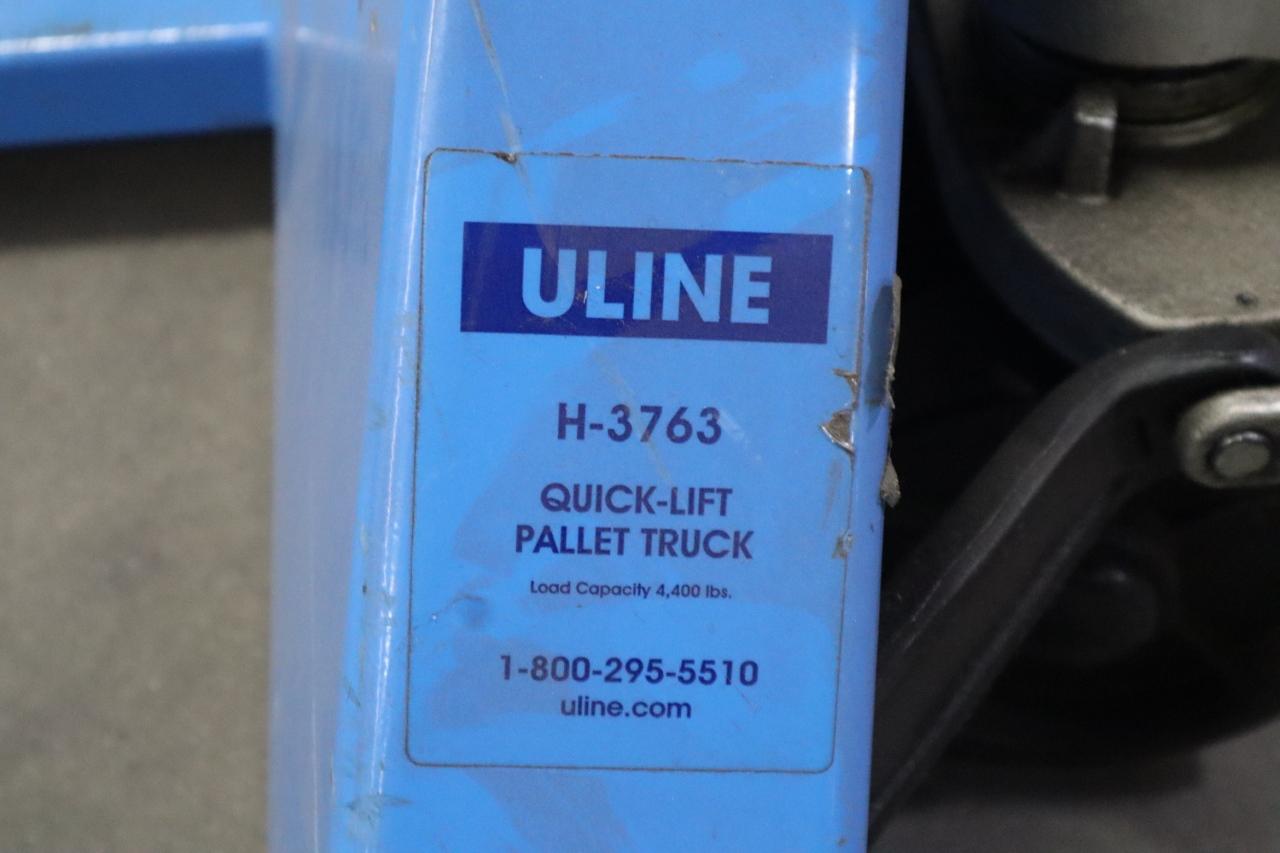 ULINE
H-3763
QUICK-LIFT
PALLET TRUCK
Load Capacity 4,400 lbs.
1-800-295-5510
uline.com